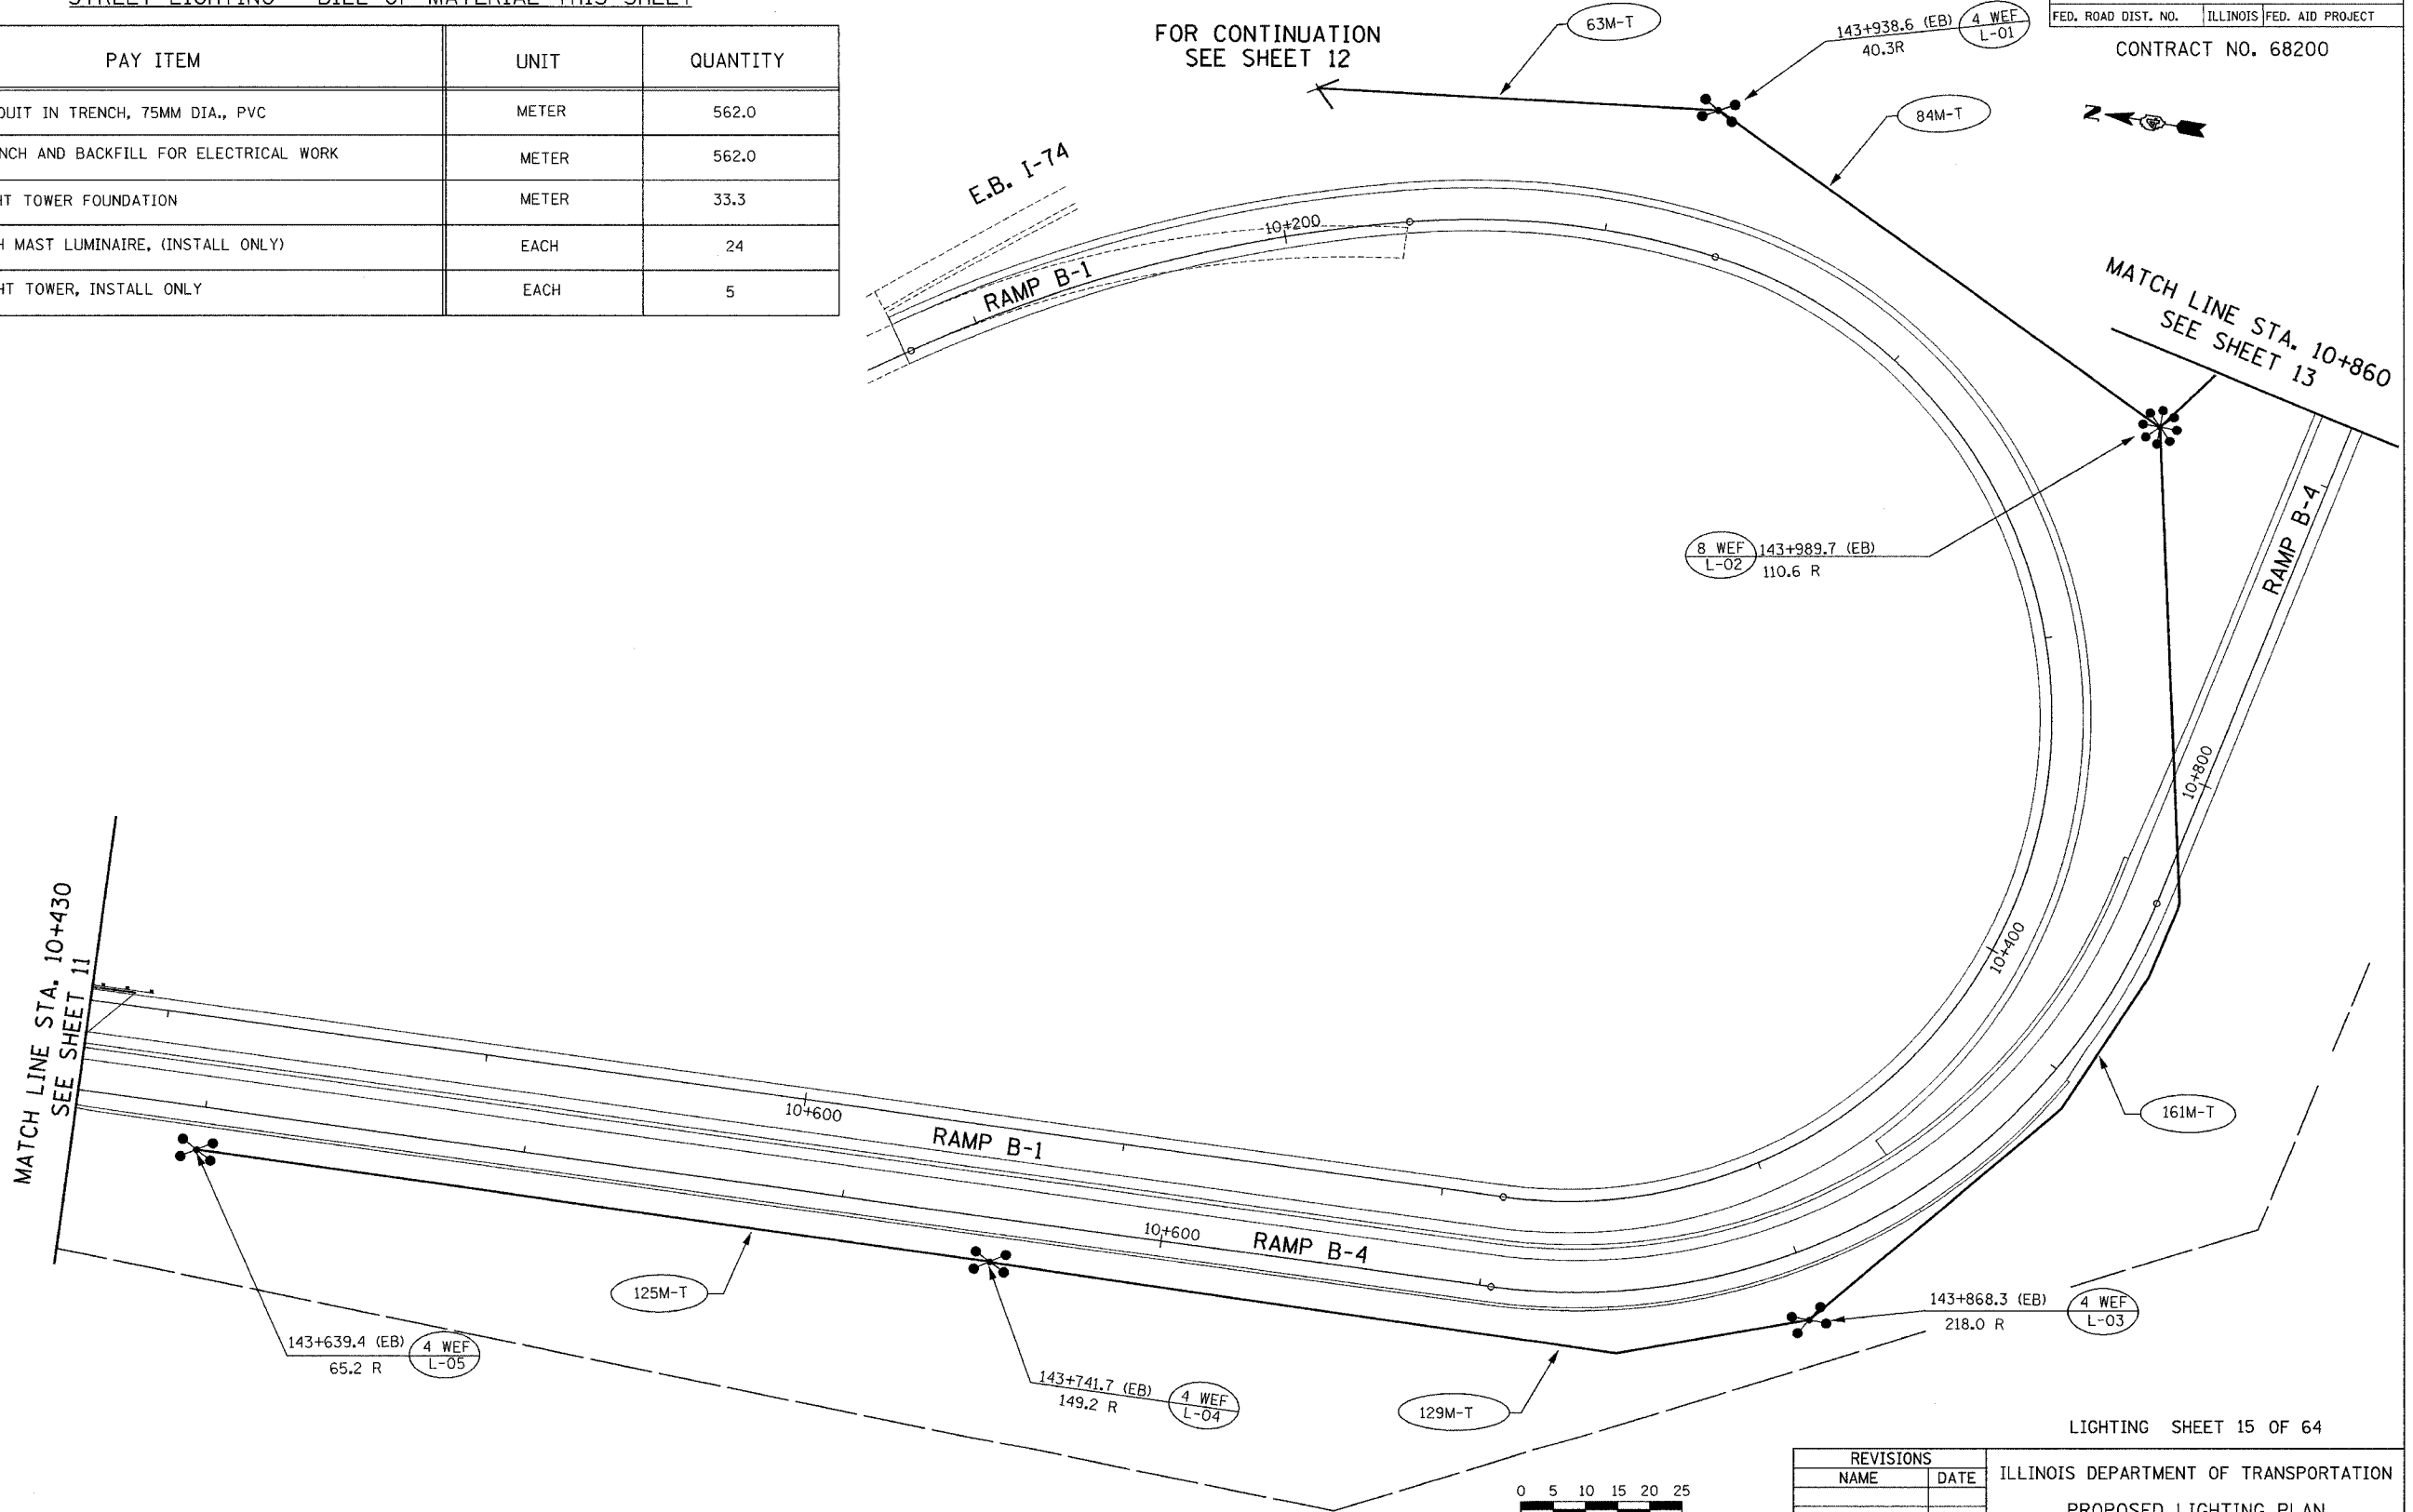 STREET LIGHTING   BILL OF MATERIAL THIS SHEET
PAY ITEM UNIT QUANTITY
IN TRENCH, 75MM DIA., PVC METER 562.0
AND BACKFILL FOR ELECTRICAL WORK METER 562.0
TOWER FOUNDATION METER 33.3
MAST LUMINAIRE, (INSTALL ONLY) EACH 24
TOWER, INSTALL ONLY EACH 5
FED. ROAD DIST. NO. ILLINOIS FED. AID PROJECT
CONTRACT NO. 68200
FOR CONTINUATION
SEE SHEET 12
63M-T
143+938.6 (EB)
40.3R
4 WEF
L-01
84M-T
N
E.B. I-74
10+200
RAMP B-1
MATCH LINE STA. 10+860
SEE SHEET 13
8 WEF
L-02
143+989.7 (EB)
110.6 R
RAMP B-4
10+800
10+400
MATCH LINE STA. 10+430
SEE SHEET 11
10+600
RAMP B-1
10+600
RAMP B-4
161M-T
125M-T
143+639.4 (EB)
65.2 R
4 WEF
L-05
143+741.7 (EB)
149.2 R
4 WEF
L-04
129M-T
143+868.3 (EB)
218.0 R
4 WEF
L-03
LIGHTING SHEET 15 OF 64
0 5 10 15 20 25
REVISIONS
NAME DATE
ILLINOIS DEPARTMENT OF TRANSPORTATION
PROPOSED LIGHTING PLAN